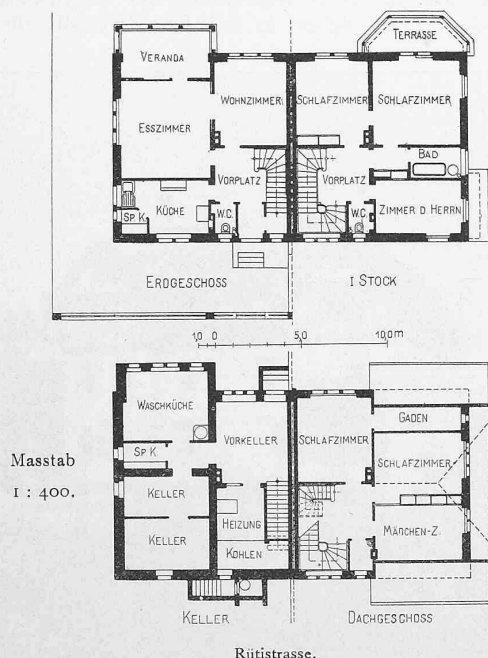 TERRASSE
VERANDA
WOHNZIMMER
SCHLAFZIMMER
SCHLAFZIMMER
ESSZIMMER
BAD
VORPLATZ
VORPLATZ
KÜCHE
SP. K.
W.C.
W.C.
ZIMMER D HERRN
ERDGESCHOSS
I STOCK
1,0 0 5,0 10,0 m
WASCHKÜCHE
GADEN
SP K
VORKELLER
SCHLAFZIMMER
SCHLAFZIMMER
Masstab
1 : 400.
KELLER
HEIZUNG
MÄDCHEN-Z.
KELLER
KOHLEN
KELLER
DACHGESCHOSS
Rütistrasse.